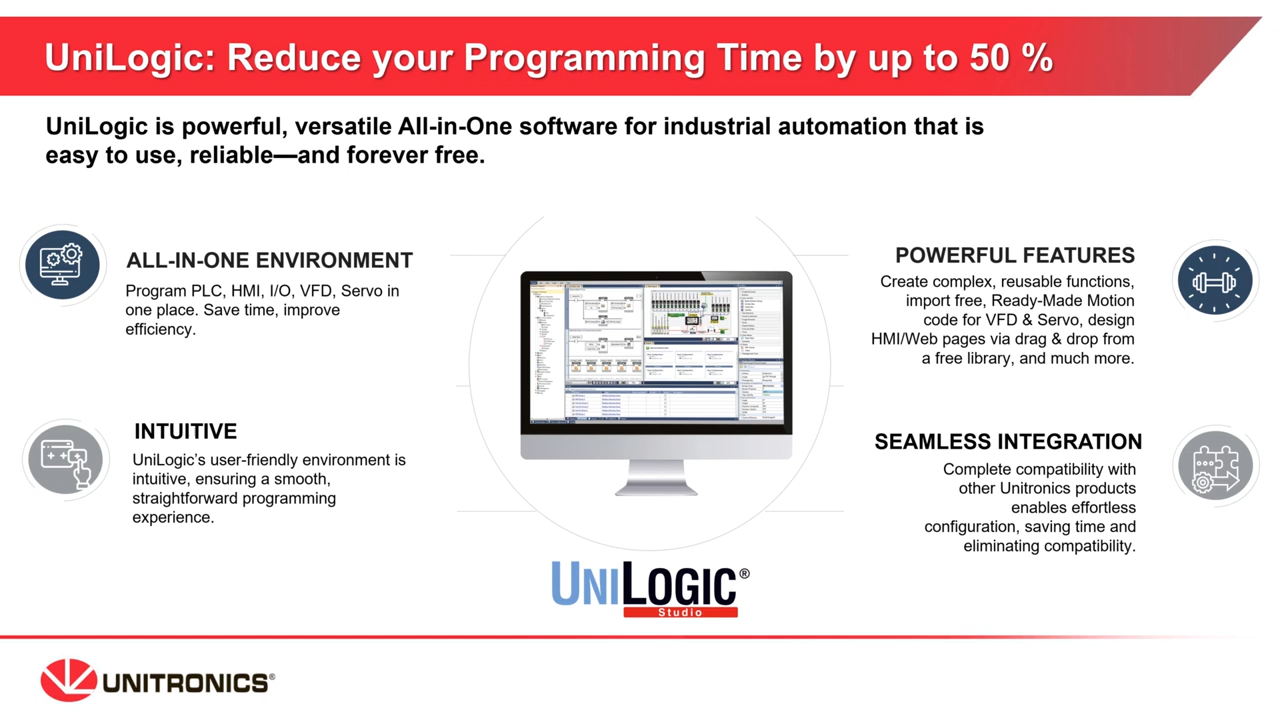 UniLogic: Reduce your Programming Time by up to 50 %
UniLogic is powerful, versatile All-in-One software for industrial automation that is
easy to use, reliable—and forever free.
ALL-IN-ONE ENVIRONMENT
Program PLC, HMI, I/O, VFD, Servo in
one place. Save time, improve
efficiency.
INTUITIVE
UniLogic’s user-friendly environment is
intuitive, ensuring a smooth,
straightforward programming
experience.
POWERFUL FEATURES
Create complex, reusable functions,
import free, Ready-Made Motion
code for VFD & Servo, design
HMI/Web pages via drag & drop from
a free library, and much more.
SEAMLESS INTEGRATION
Complete compatibility with
other Unitronics products
enables effortless
configuration, saving time and
eliminating compatibility.
UNILOGIC®
Studio
UNITRONICS®